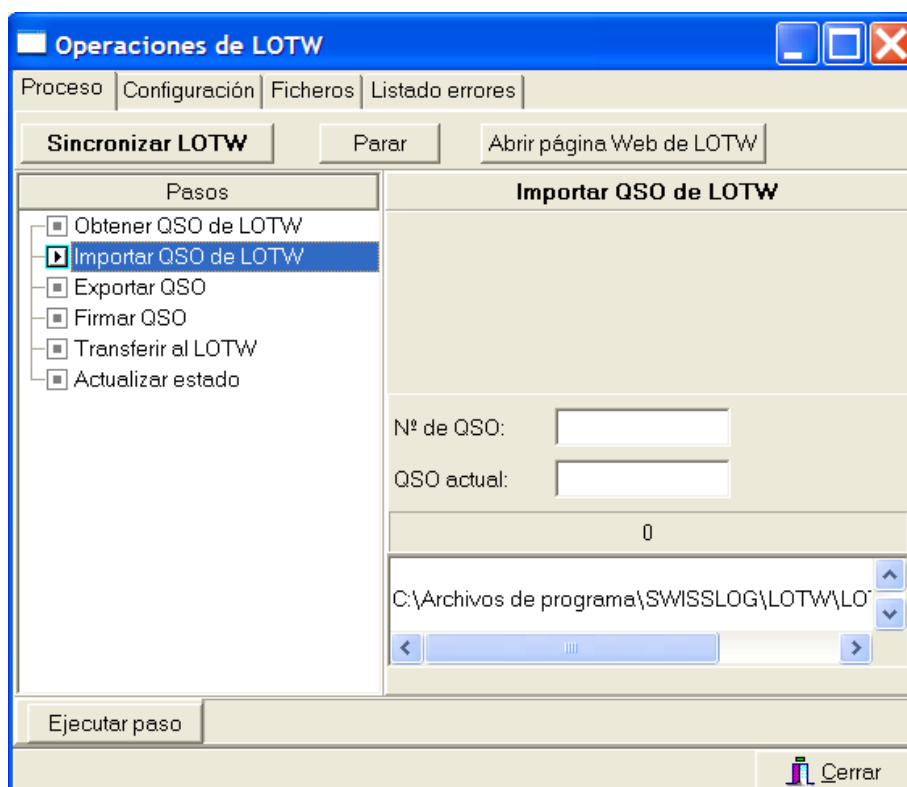 Operaciones de LOTW
Proceso Configuración Ficheros Listado errores
Sincronizar LOTW Parar Abrir página Web de LOTW
Pasos
Obtener QSO de LOTW
Importar QSO de LOTW
Exportar QSO
Firmar QSO
Transferir al LOTW
Actualizar estado
Importar QSO de LOTW
Nº de QSO:
QSO actual:
0
C:\Archivos de programa\SWISSLOG\LOTW\LOT
Ejecutar paso
Cerrar